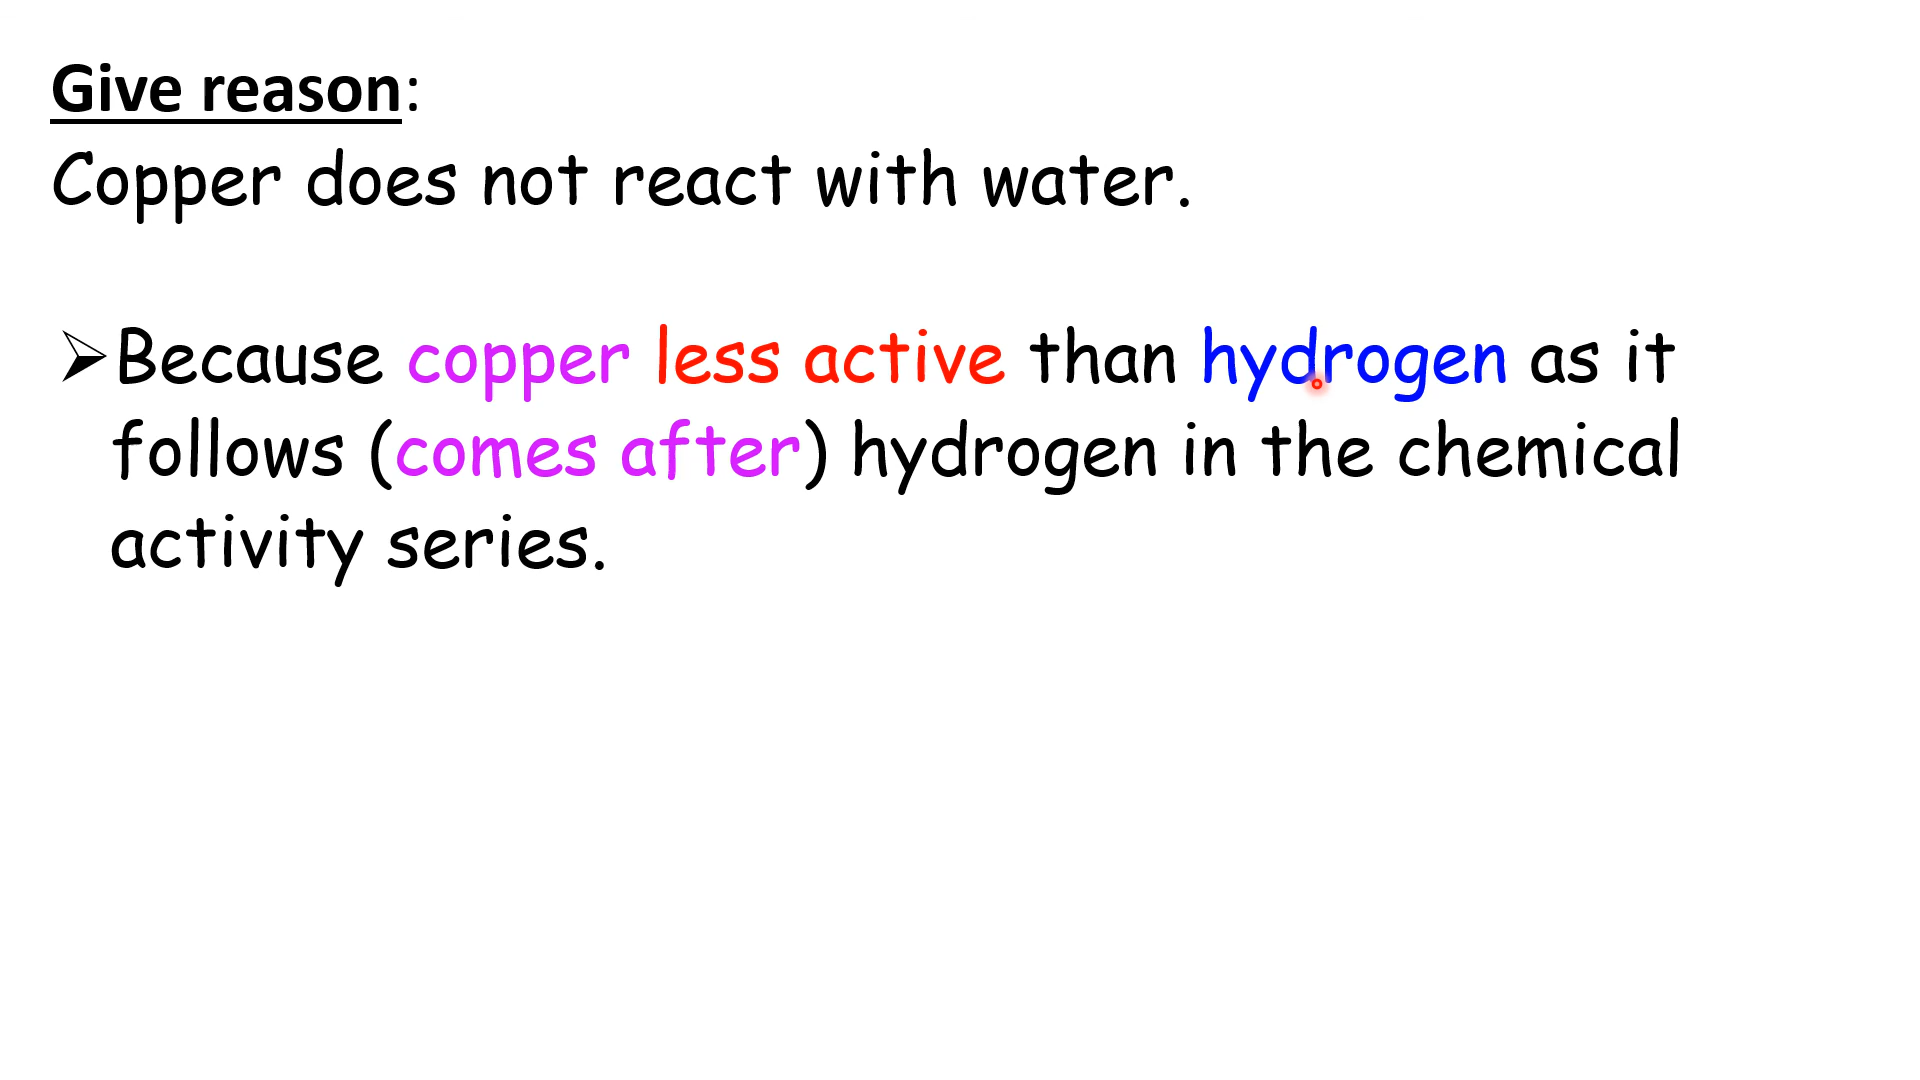 Give reason:
Copper does not react with water.
➢Because copper less active than hydrogen as it
follows (comes after) hydrogen in the chemical
activity series.